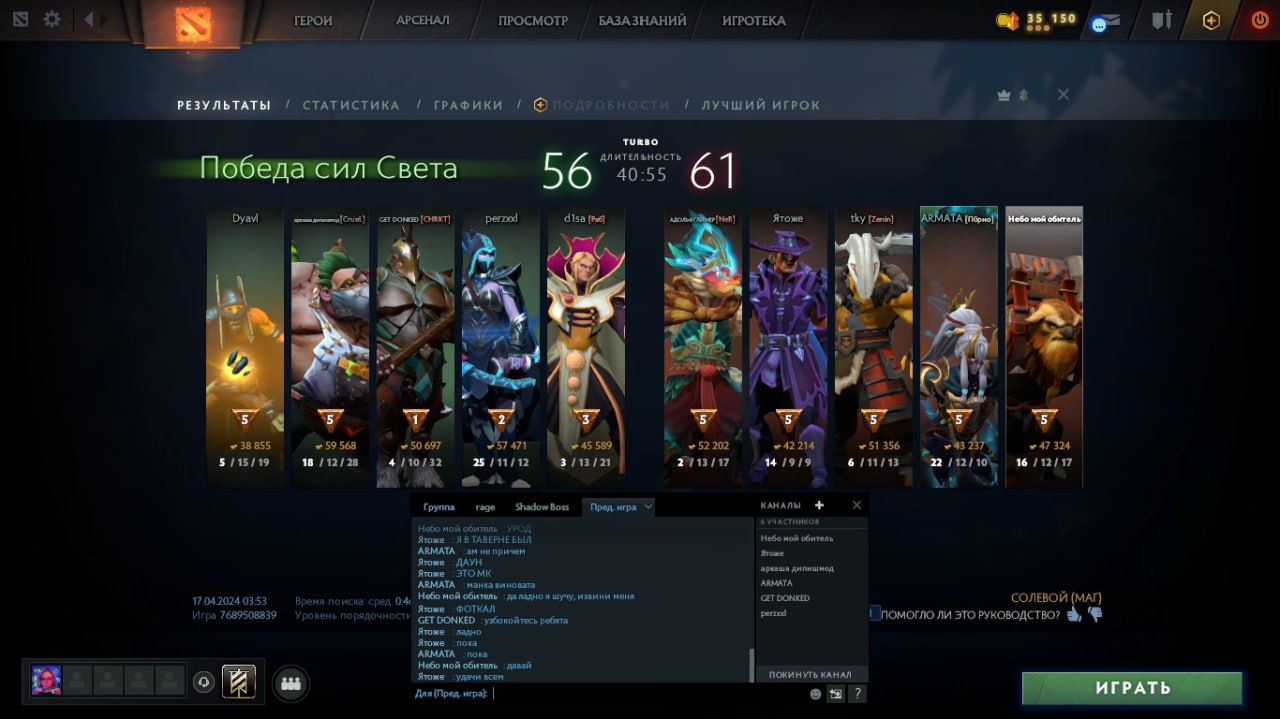 ГЕРОИ АРСЕНАЛ ПРОСМОТР БАЗА ЗНАНИЙ ИГРОТЕКА 35 150
РЕЗУЛЬТАТЫ / СТАТИСТИКА / ГРАФИКИ / ПОДРОБНОСТИ / ЛУЧШИЙ ИГРОК
Победа сил Света 56 TURBO ДЛИТЕЛЬНОСТЬ 40:55 61
Dyavl аркаша дипишмод [CrueL] GET DONKED [CHRKT] perzxxl d1sa [Раб] [NeB] Ятоже tky [Zenin] ARMATA [П0рно] Небо мой обитель
5 5 1 2 3 5 5 5 5 5
38 855 59 568 50 697 57 471 45 589 52 202 42 214 51 356 43 237 47 324
5 / 15 / 19 18 / 12 / 28 4 / 10 / 32 25 / 11 / 12 3 / 13 / 21 2 / 13 / 17 14 / 9 / 9 6 / 11 / 13 22 / 12 / 10 16 / 12 / 17
Группа rage Shadow Boss Пред. игра
Небо мой обитель : УРОД
Ятоже : Я В ТАВЕРНЕ БЫЛ
ARMATA : ам не причем
Ятоже : ДАУН
Ятоже : ЭТО МК
ARMATA : манка виновата
Небо мой обитель : да ладно я шучу, извини меня
Ятоже : ФОТКАЛ
GET DONKED : узбокойтесь ребята
Ятоже : ладно
Ятоже : пока
ARMATA : пока
Небо мой обитель : давай
Ятоже : удачи всем
Для (Пред. игра):
КАНАЛЫ
6 УЧАСТНИКОВ
Небо мой обитель
Ятоже
аркаша дипишмод
ARMATA
GET DONKED
perzxxl
ПОКИНУТЬ КАНАЛ
?
17.04.2024 03:53 Время поиска: сред. 0:4
Игра 7689508839 Уровень порядочности
СОЛЕВОЙ (МАГ)
ПОМОГЛО ЛИ ЭТО РУКОВОДСТВО?
ИГРАТЬ